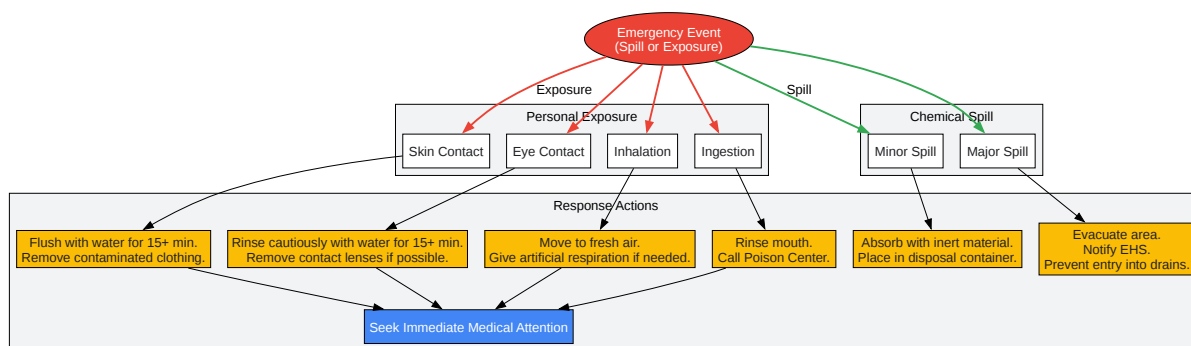 Emergency Event
(Spill or Exposure)
Exposure
Spill
Personal Exposure
Chemical Spill
Skin Contact
Eye Contact
Inhalation
Ingestion
Minor Spill
Major Spill
Response Actions
Flush with water for 15+ min.
Remove contaminated clothing.
Rinse cautiously with water for 15+ min.
Remove contact lenses if possible.
Move to fresh air.
Give artificial respiration if needed.
Rinse mouth.
Call Poison Center.
Absorb with inert material.
Place in disposal container.
Evacuate area.
Notify EHS.
Prevent entry into drains.
Seek Immediate Medical Attention